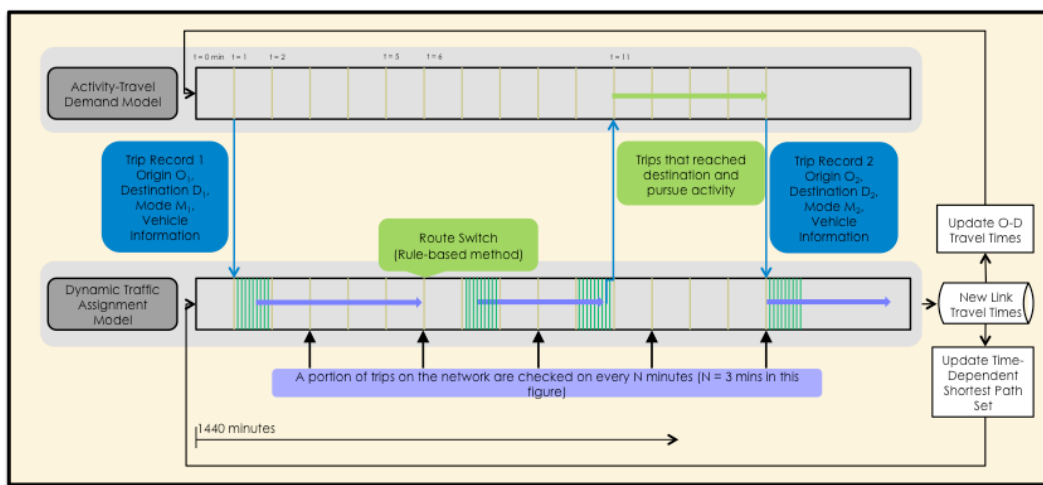 t = 0 min t = 1 t = 2 t = 5 t = 6 t = 11
Activity-Travel
Demand Model
Trip Record 1
Origin O₁,
Destination D₁,
Mode M₁,
Vehicle
Information
Trips that reached
destination and
pursue activity
Trip Record 2
Origin O₂,
Destination D₂,
Mode M₂,
Vehicle
Information
Route Switch
(Rule-based method)
Update O-D
Travel Times
Dynamic Traffic
Assignment
Model
New Link
Travel Times
A portion of trips on the network are checked on every N minutes (N = 3 mins in this
figure)
Update Time-
Dependent
Shortest Path
Set
1440 minutes